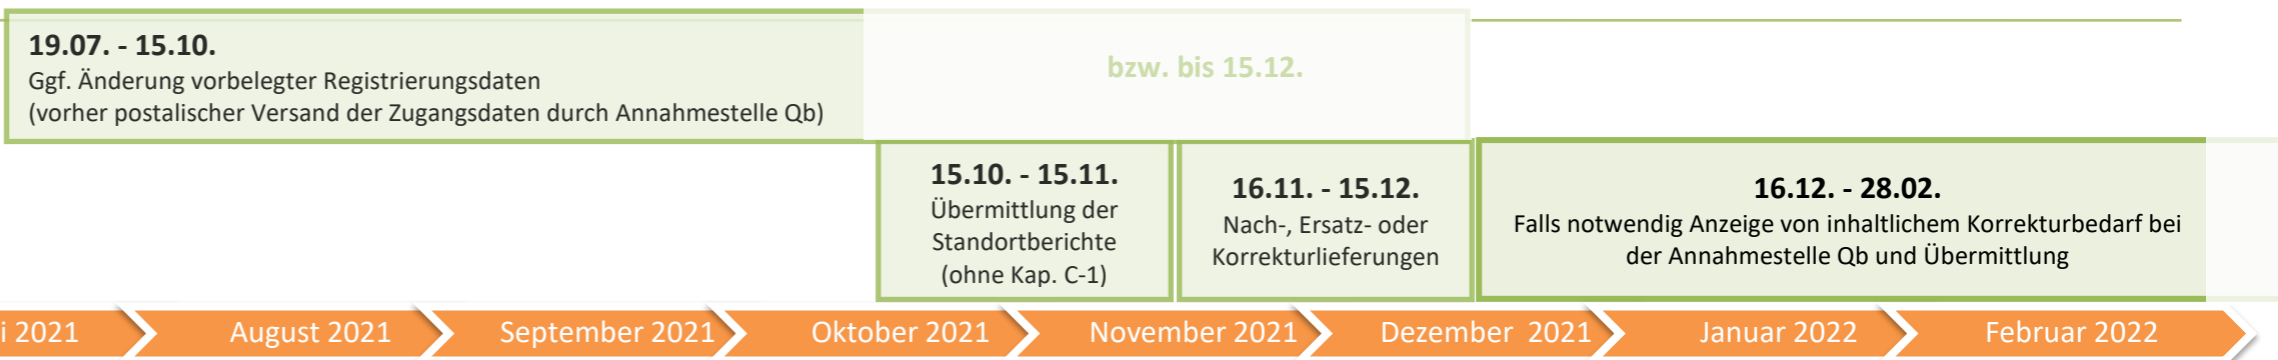 19.07. - 15.10.
Ggf. Änderung vorbelegter Registrierungsdaten
(vorher postalischer Versand der Zugangsdaten durch Annahmestelle Qb)
bzw. bis 15.12.
15.10. - 15.11.
Übermittlung der
Standortberichte
(ohne Kap. C-1)
16.11. - 15.12.
Nach-, Ersatz- oder
Korrekturlieferungen
16.12. - 28.02.
Falls notwendig Anzeige von inhaltlichem Korrekturbedarf bei
der Annahmestelle Qb und Übermittlung
i 2021
August 2021
September 2021
Oktober 2021
November 2021
Dezember 2021
Januar 2022
Februar 2022